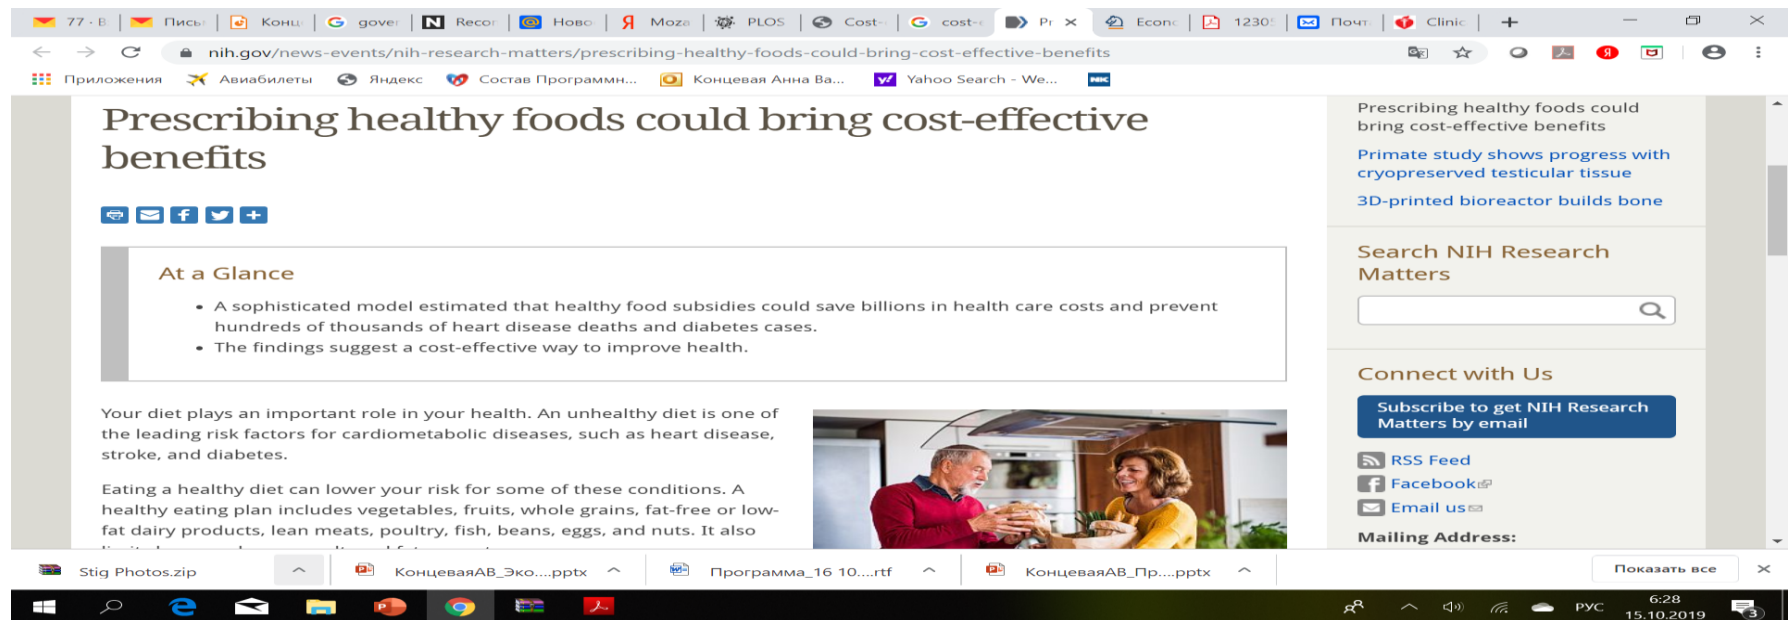 77 · В
Письм
Конц
gover
Recor
Ново
Moza
PLOS
Cost-
cost-e
Pr
Econo
1230
Почт
Clinic
nih.gov/news-events/nih-research-matters/prescribing-healthy-foods-could-bring-cost-effective-benefits
Приложения
Авиабилеты
Яндекс
Состав Программн...
Концевая Анна Ва...
Yahoo Search - We...
Prescribing healthy foods could bring cost-effective
benefits
At a Glance
• A sophisticated model estimated that healthy food subsidies could save billions in health care costs and prevent
hundreds of thousands of heart disease deaths and diabetes cases.
• The findings suggest a cost-effective way to improve health.
Your diet plays an important role in your health. An unhealthy diet is one of
the leading risk factors for cardiometabolic diseases, such as heart disease,
stroke, and diabetes.
Eating a healthy diet can lower your risk for some of these conditions. A
healthy eating plan includes vegetables, fruits, whole grains, fat-free or low-
fat dairy products, lean meats, poultry, fish, beans, eggs, and nuts. It also
Prescribing healthy foods could
bring cost-effective benefits
Primate study shows progress with
cryopreserved testicular tissue
3D-printed bioreactor builds bone
Search NIH Research
Matters
Connect with Us
Subscribe to get NIH Research
Matters by email
RSS Feed
Facebook
Email us
Mailing Address:
Stig Photos.zip
КонцеваяАВ_Эко....pptx
Программа_16 10....rtf
КонцеваяАВ_Пр....pptx
Показать все
РУС
6:28
15.10.2019
3